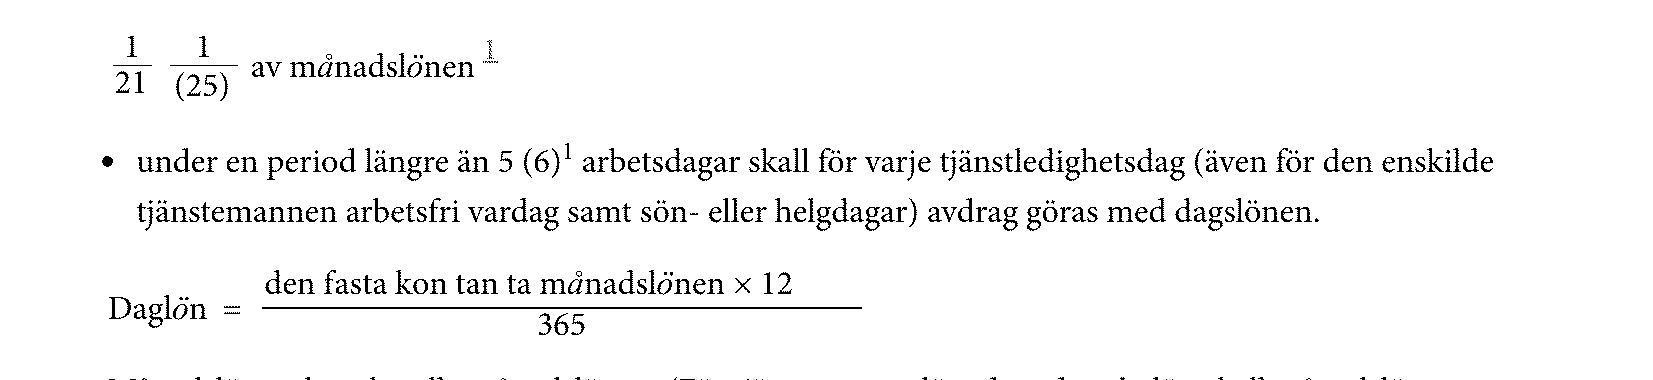 1/21 1/(25) av månadslönen 1
• under en period längre än 5 (6)1 arbetsdagar skall för varje tjänstledighetsdag (även för den enskilde
tjänstemannen arbetsfri vardag samt sön- eller helgdagar) avdrag göras med dagslönen.
Daglön = den fasta kon tan ta månadslönen × 12
365